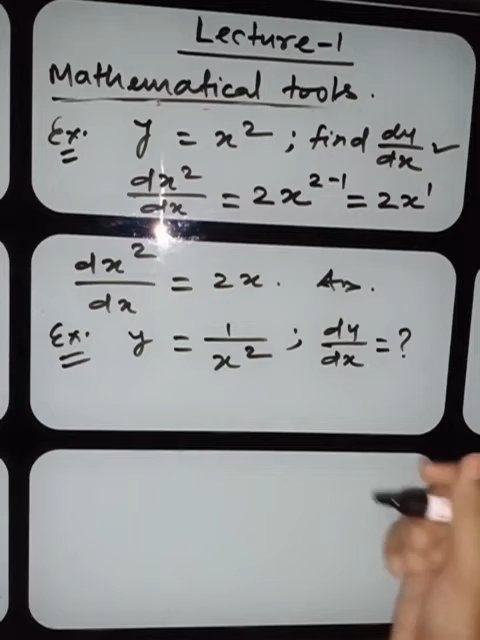 Lecture-1
Mathematical tools.
Ex. y = x²; find dy/dx ✓
dx²/dx = 2x²⁻¹ = 2x¹
dx²/dx = 2x. Ans.
Ex. y = 1/x²; dy/dx = ?